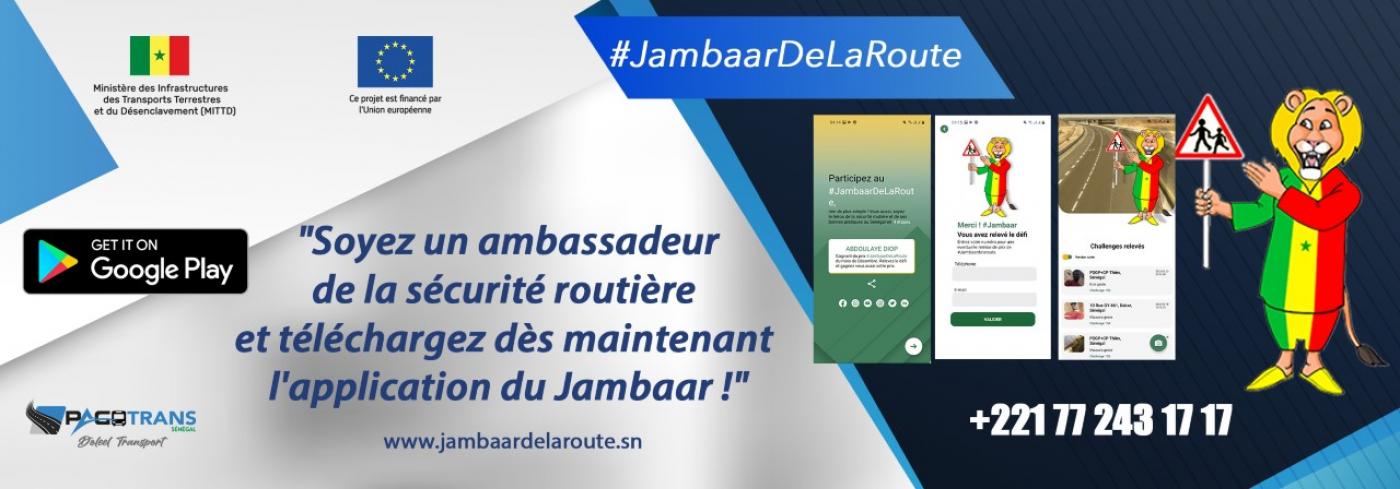 Ministère des Infrastructures
des Transports Terrestres
et du Désenclavement (MITTD)
Ce projet est financé par
l'Union européenne
#JambaarDeLaRoute
GET IT ON
Google Play
"Soyez un ambassadeur
de la sécurité routière
et téléchargez dès maintenant
l'application du Jambaar !"
www.jambaardelaroute.sn
PAGOTRANS
SÉNÉGAL
Doleel Transport
Participez au
#JambaarDeLaRout
e,
ABDOULAYE DIOP
Merci ! #Jambaar
Vous avez relevé le défi
Téléphone
E-mail
VALIDER
Challenges relevés
+221 77 243 17 17